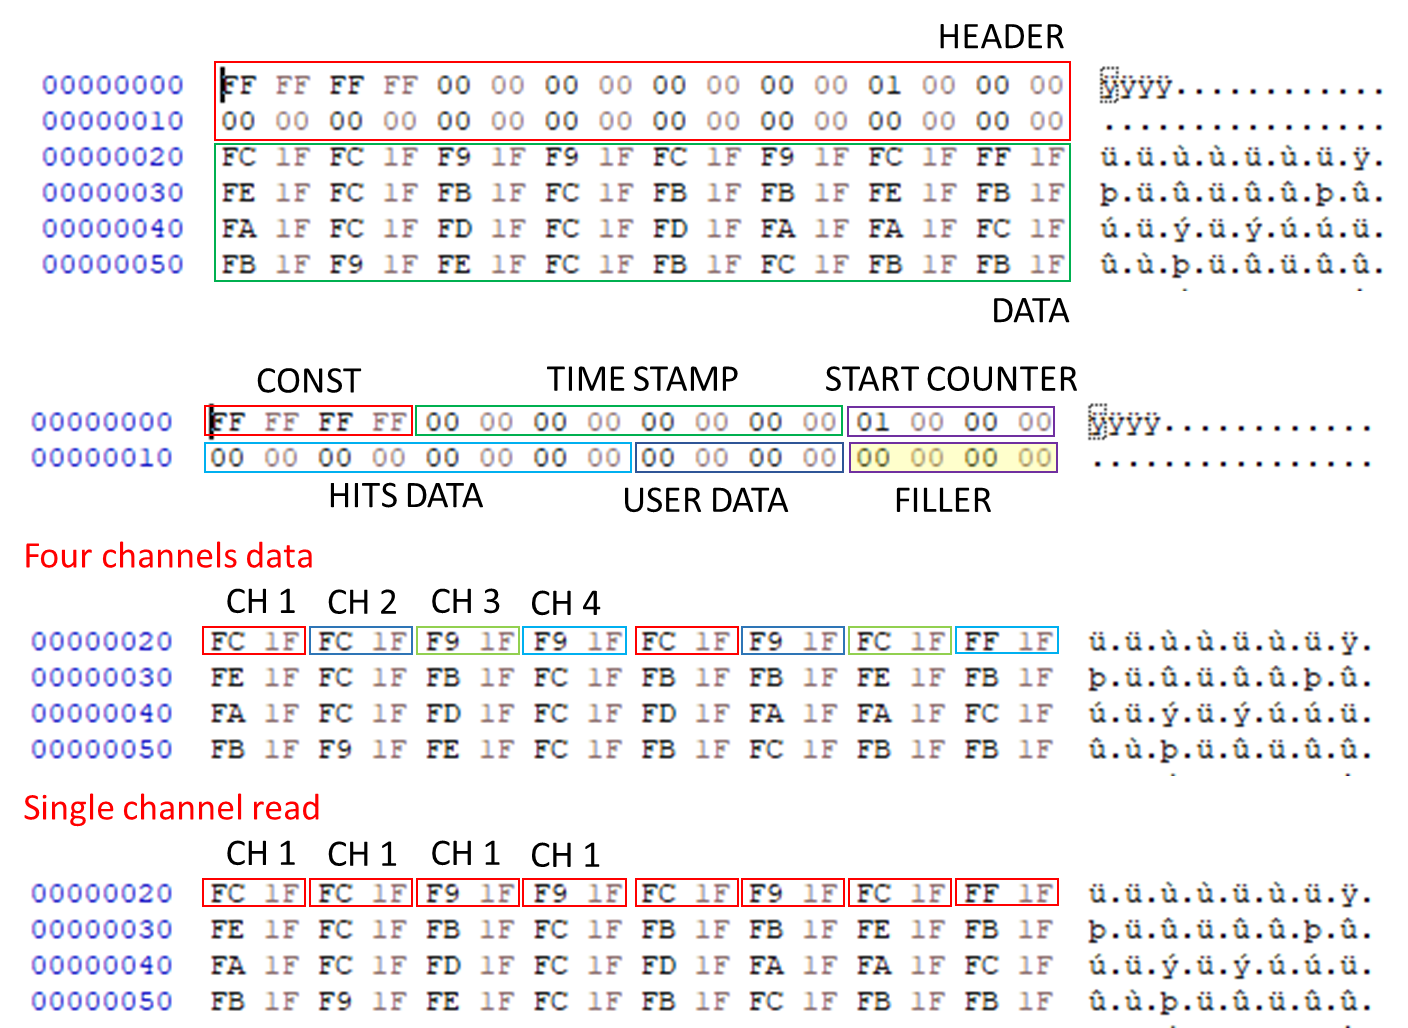 HEADER
00000000 FF FF FF FF 00 00 00 00 00 00 00 00 01 00 00 00 ÿÿÿÿ............
00000010 00 00 00 00 00 00 00 00 00 00 00 00 00 00 00 00 ................
00000020 FC 1F FC 1F F9 1F F9 1F FC 1F F9 1F FC 1F FF 1F ü.ü.ù.ù.ü.ù.ü.ÿ.
00000030 FE 1F FC 1F FB 1F FC 1F FB 1F FB 1F FE 1F FB 1F þ.ü.û.ü.û.û.þ.û.
00000040 FA 1F FC 1F FD 1F FC 1F FD 1F FA 1F FA 1F FC 1F ú.ü.ý.ü.ý.ú.ú.ü.
00000050 FB 1F F9 1F FE 1F FC 1F FB 1F FC 1F FB 1F FB 1F û.ù.þ.ü.û.ü.û.û.
DATA
CONST TIME STAMP START COUNTER
00000000 FF FF FF FF 00 00 00 00 00 00 00 00 01 00 00 00 ÿÿÿÿ............
00000010 00 00 00 00 00 00 00 00 00 00 00 00 00 00 00 00 ................
HITS DATA USER DATA FILLER
Four channels data
CH 1 CH 2 CH 3 CH 4
00000020 FC 1F FC 1F F9 1F F9 1F FC 1F F9 1F FC 1F FF 1F ü.ü.ù.ù.ü.ù.ü.ÿ.
00000030 FE 1F FC 1F FB 1F FC 1F FB 1F FB 1F FE 1F FB 1F þ.ü.û.ü.û.û.þ.û.
00000040 FA 1F FC 1F FD 1F FC 1F FD 1F FA 1F FA 1F FC 1F ú.ü.ý.ü.ý.ú.ú.ü.
00000050 FB 1F F9 1F FE 1F FC 1F FB 1F FC 1F FB 1F FB 1F û.ù.þ.ü.û.ü.û.û.
Single channel read
CH 1 CH 1 CH 1 CH 1
00000020 FC 1F FC 1F F9 1F F9 1F FC 1F F9 1F FC 1F FF 1F ü.ü.ù.ù.ü.ù.ü.ÿ.
00000030 FE 1F FC 1F FB 1F FC 1F FB 1F FB 1F FE 1F FB 1F þ.ü.û.ü.û.û.þ.û.
00000040 FA 1F FC 1F FD 1F FC 1F FD 1F FA 1F FA 1F FC 1F ú.ü.ý.ü.ý.ú.ú.ü.
00000050 FB 1F F9 1F FE 1F FC 1F FB 1F FC 1F FB 1F FB 1F û.ù.þ.ü.û.ü.û.û.